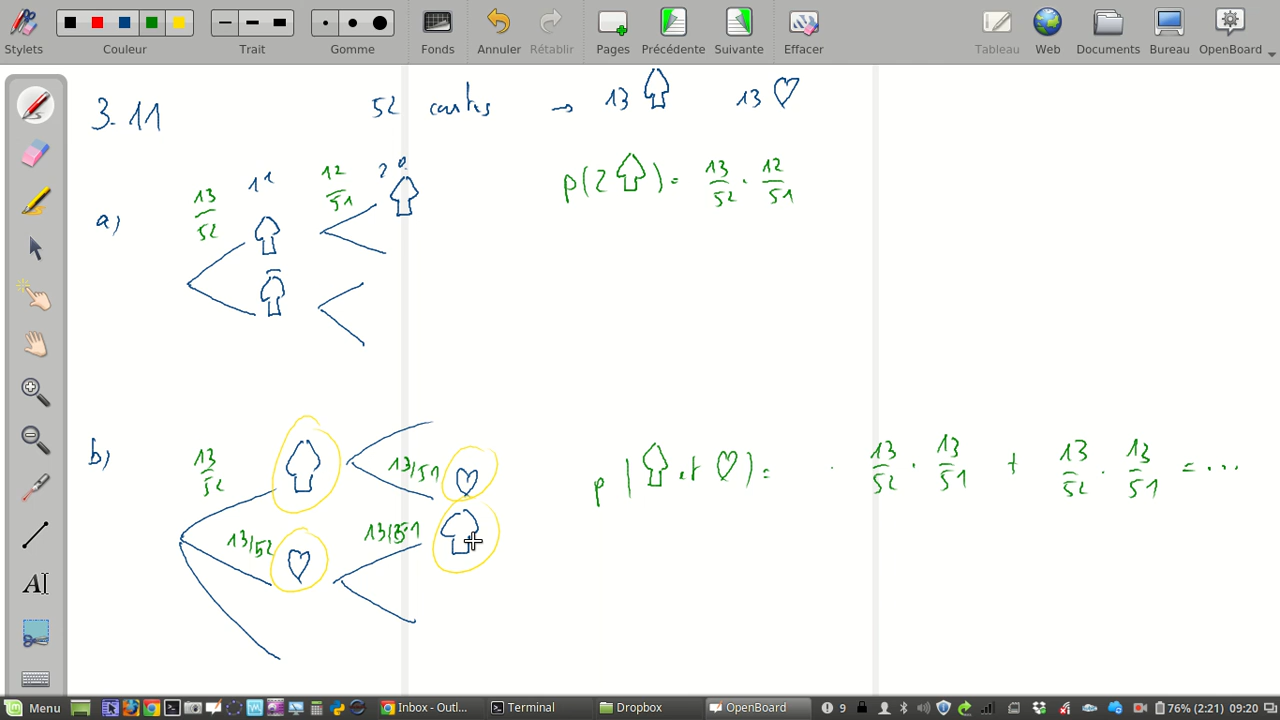 Stylets Couleur Trait Gomme Fonds Annuler Rétablir Pages Précédente Suivante Effacer Tableau Web Documents Bureau OpenBoard
3.11 52 cartes → 13 ♤ 13 ♡
a) 13/52 1è ♤ 12/51 2è ♤ p(2♤) = 13/52 · 12/51
♤̅
b) 13/52 ♤ 13/51 ♡ p(♤ et ♡) = 13/52 · 13/51 + 13/52 · 13/51 = ...
13/52 ♡ 13/51 ♤
Menu Inbox - Outl... Terminal Dropbox OpenBoard 9 76% (2:21) 09:20